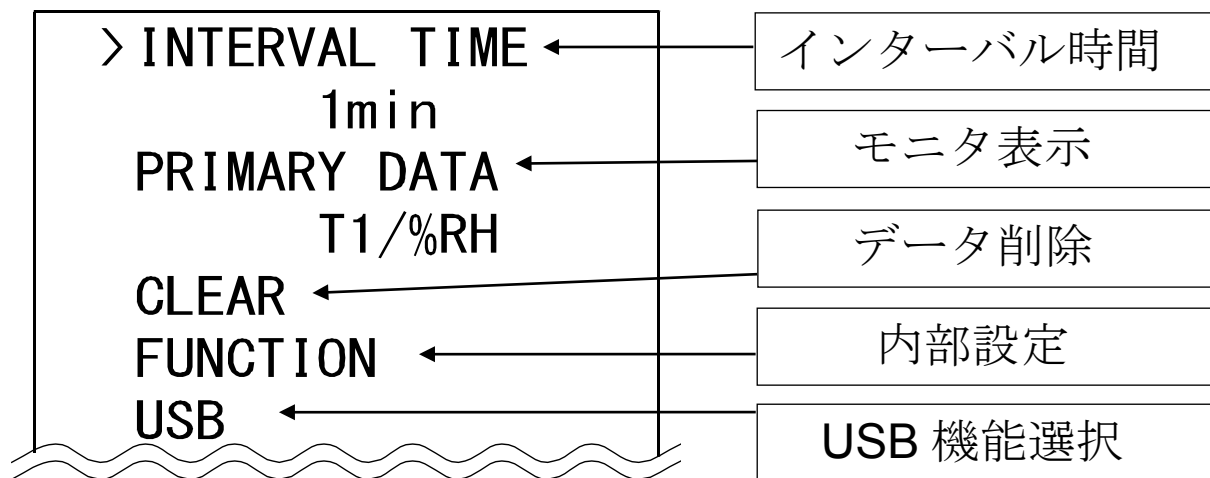 >INTERVAL TIME
インターバル時間
1min
PRIMARY DATA
モニタ表示
T1/%RH
データ削除
CLEAR
FUNCTION
内部設定
USB
USB 機能選択